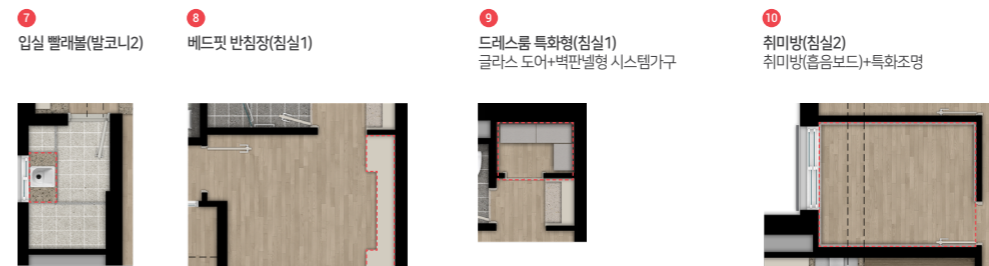 7
입실 빨래볼(발코니2)
8
베드핏 반침장(침실1)
9
드레스룸 특화형(침실1)
글라스 도어+벽판넬형 시스템가구
10
취미방(침실2)
취미방(흡음보드)+특화조명